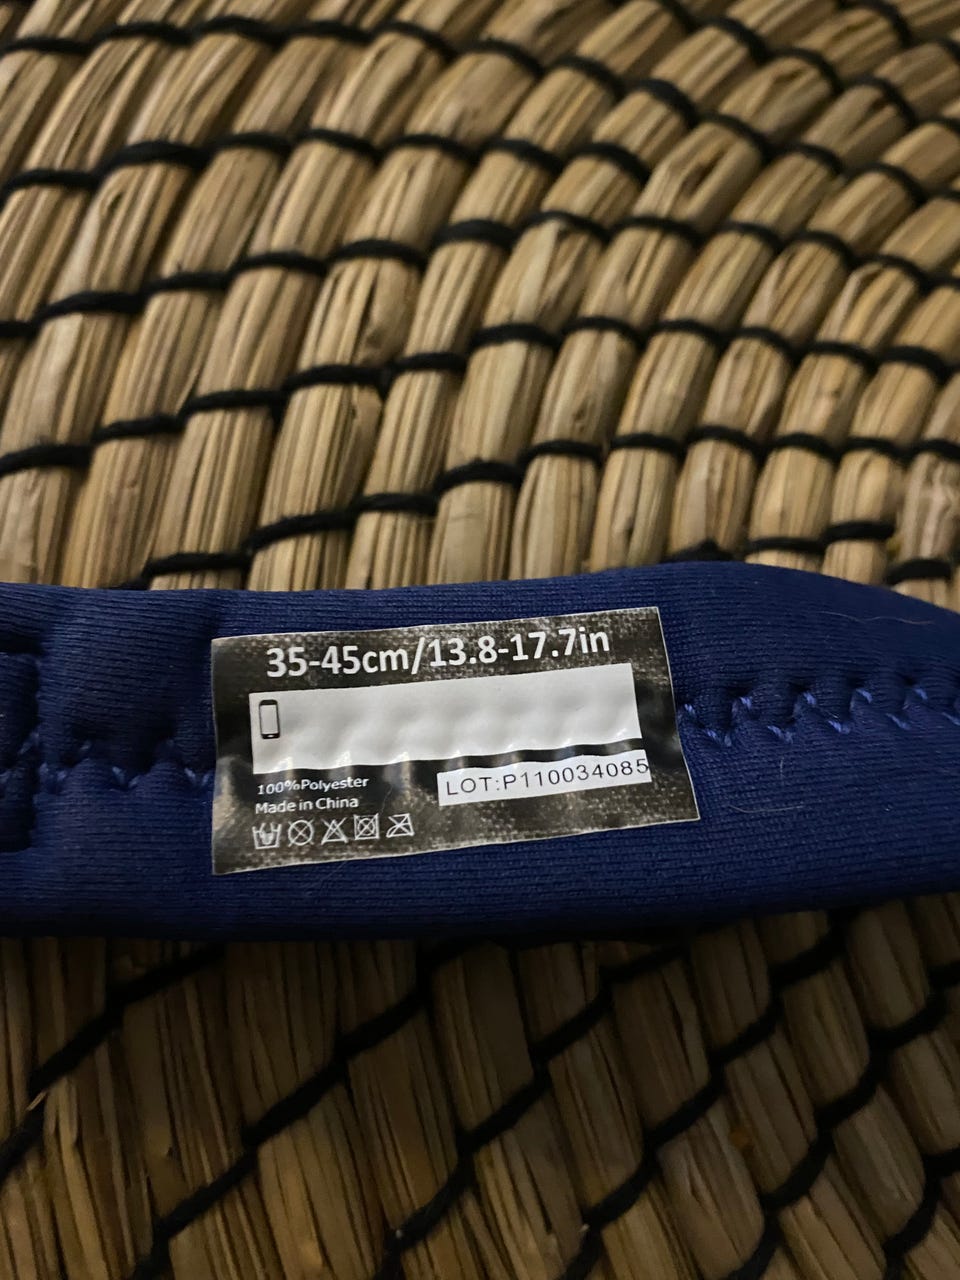 35-45cm/13.8-17.7in
100%Polyester
LOT:P110034085
Made in China